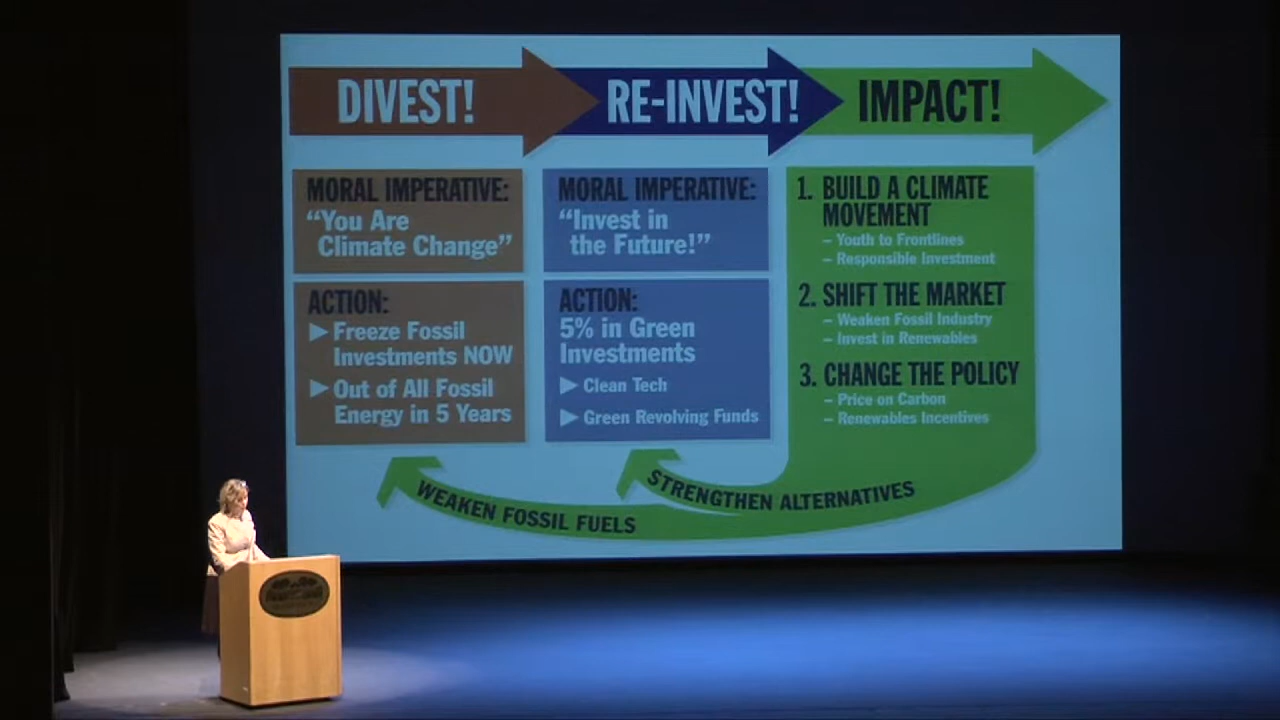 DIVEST!
RE-INVEST!
IMPACT!
MORAL IMPERATIVE:
“You Are
Climate Change”
ACTION:
▶ Freeze Fossil
Investments NOW
▶ Out of All Fossil
Energy in 5 Years
MORAL IMPERATIVE:
“Invest in
the Future!”
ACTION:
5% in Green
Investments
▶ Clean Tech
▶ Green Revolving Funds
1. BUILD A CLIMATE
MOVEMENT
– Youth to Frontlines
– Responsible Investment
2. SHIFT THE MARKET
– Weaken Fossil Industry
– Invest in Renewables
3. CHANGE THE POLICY
– Price on Carbon
– Renewables Incentives
WEAKEN FOSSIL FUELS
STRENGTHEN ALTERNATIVES